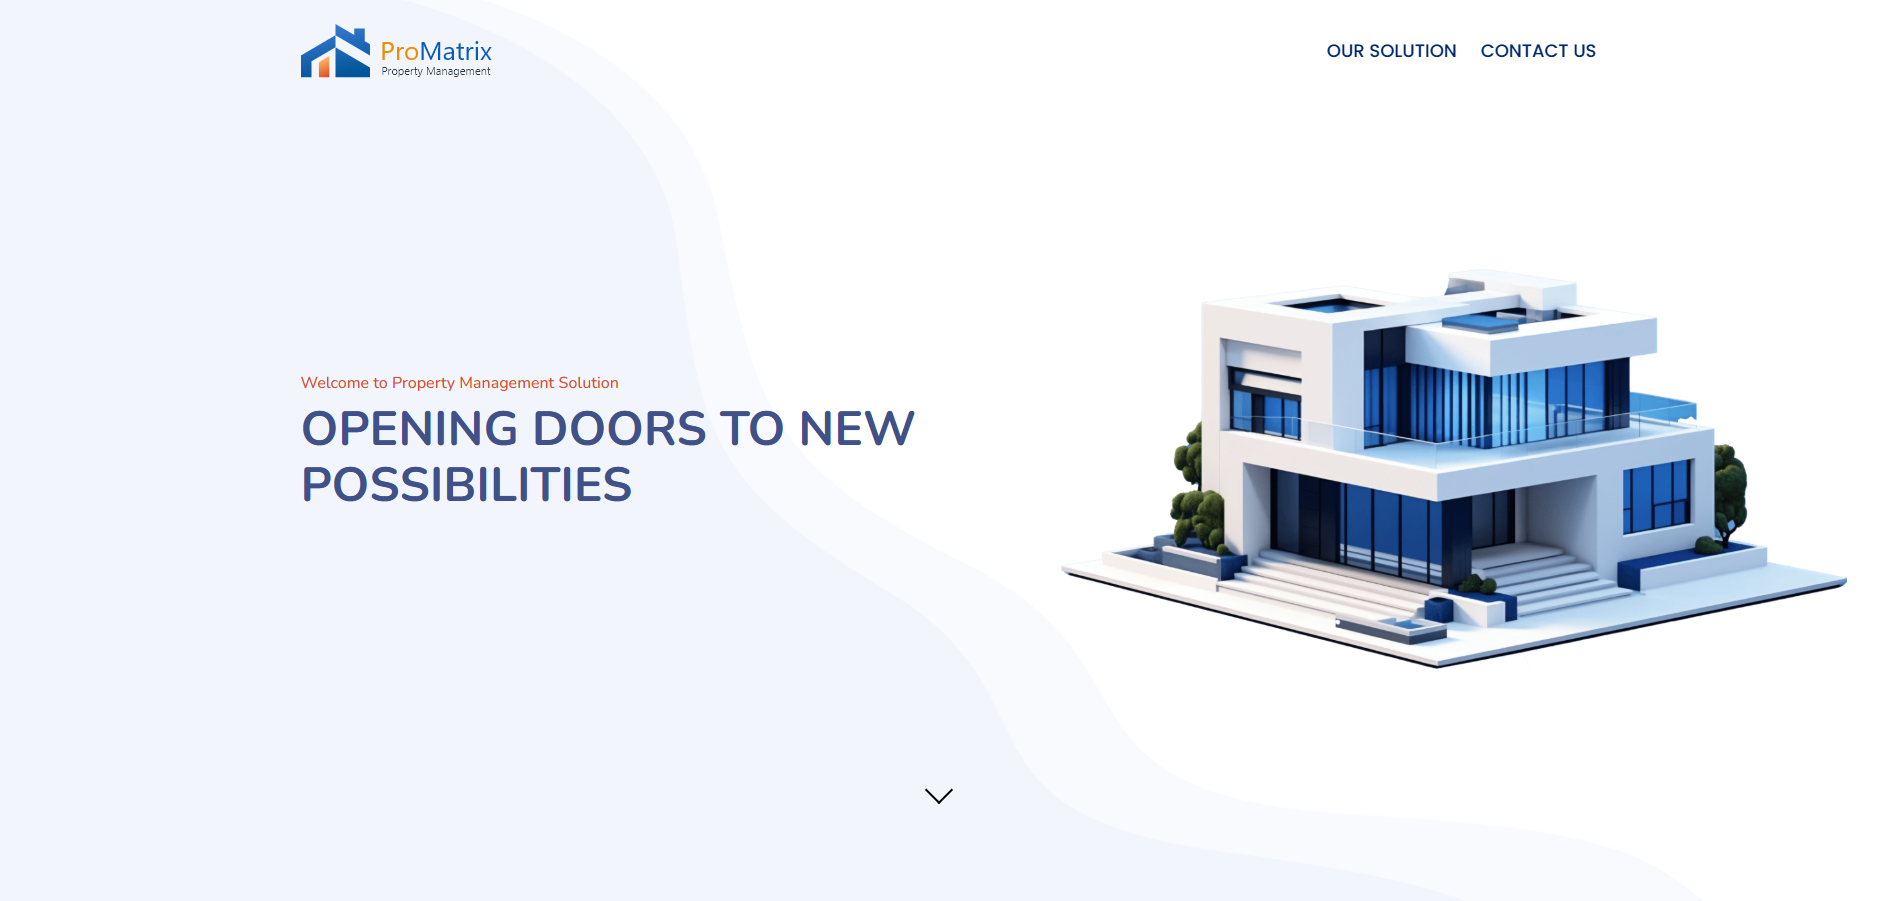 ProMatrix
Property Management
OUR SOLUTION
CONTACT US
Welcome to Property Management Solution
OPENING DOORS TO NEW
POSSIBILITIES